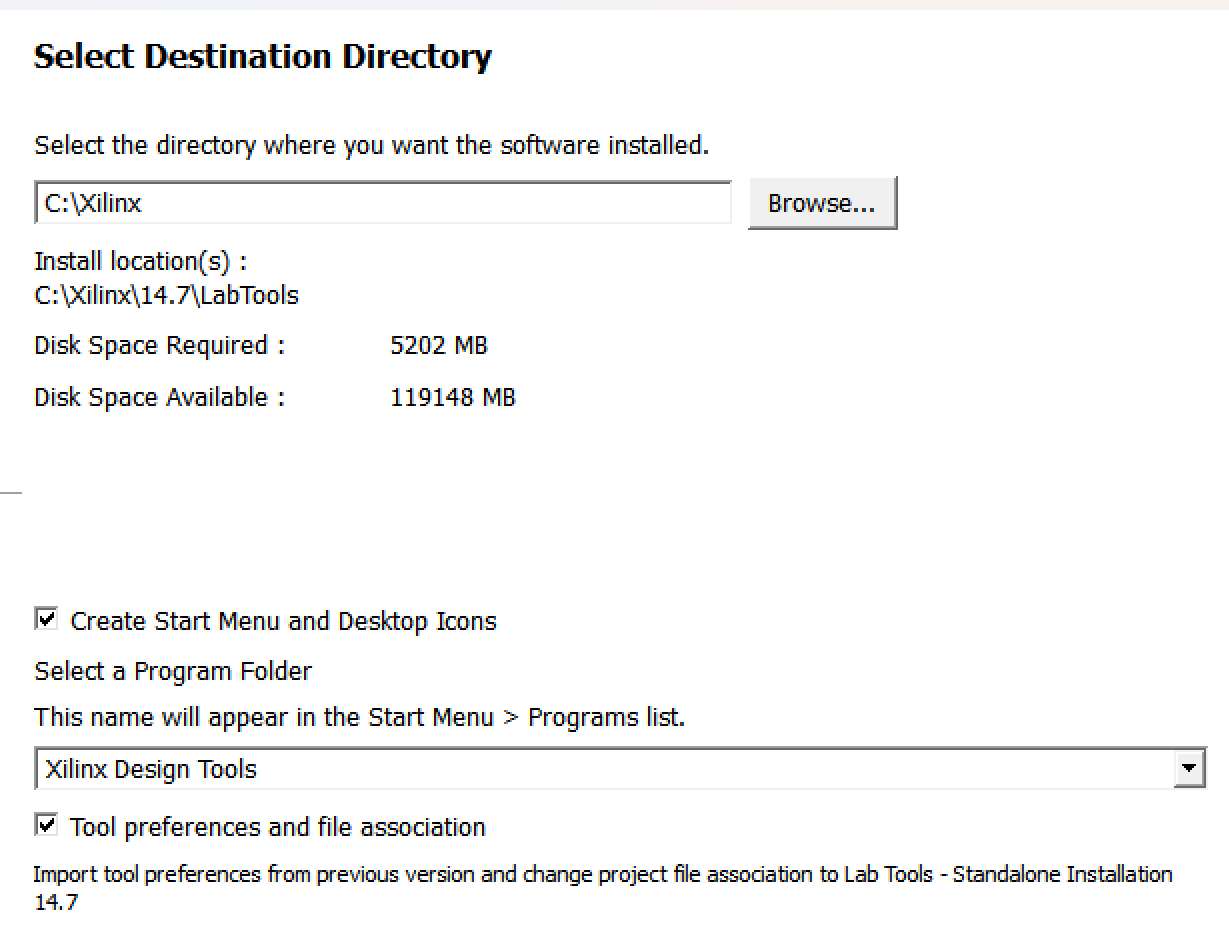 Select Destination Directory
Select the directory where you want the software installed.
C:\Xilinx
Browse...
Install location(s) :
C:\Xilinx\14.7\LabTools
Disk Space Required : 5202 MB
Disk Space Available : 119148 MB
Create Start Menu and Desktop Icons
Select a Program Folder
This name will appear in the Start Menu > Programs list.
Xilinx Design Tools
Tool preferences and file association
Import tool preferences from previous version and change project file association to Lab Tools - Standalone Installation
14.7